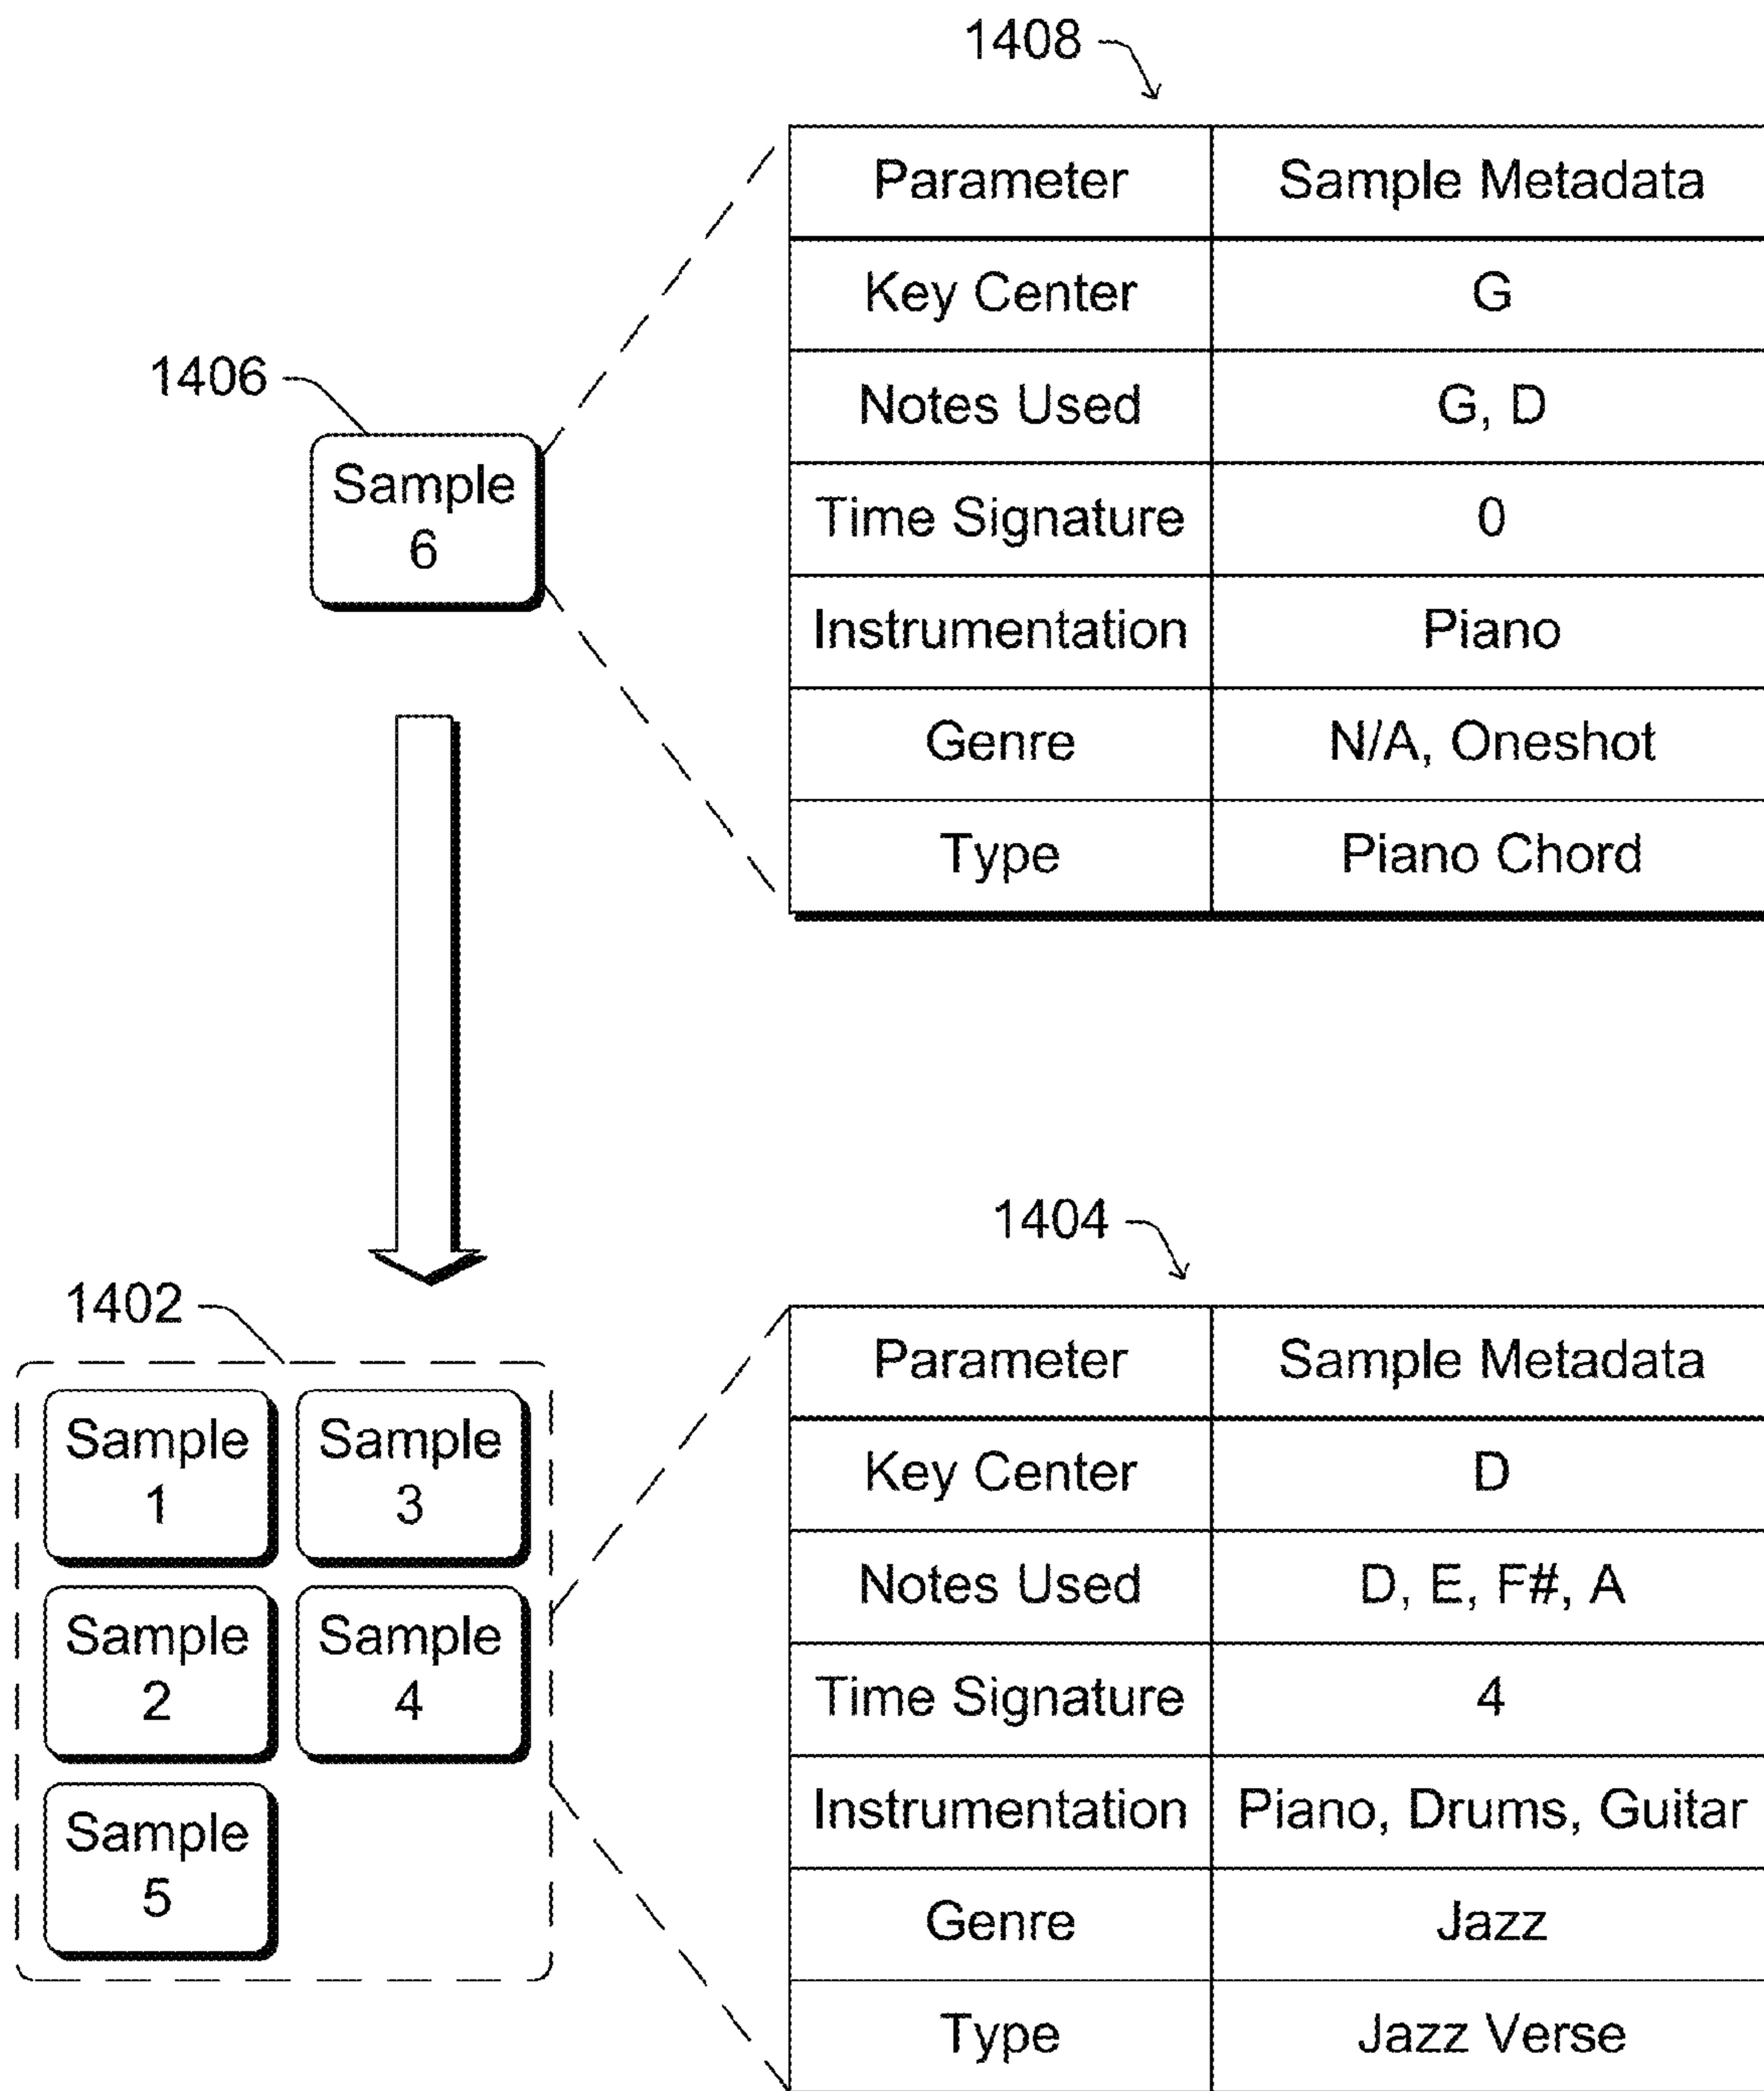 1408
Parameter Sample Metadata
Key Center G
1406
Notes Used G, D
Sample
6
Time Signature 0
Instrumentation Piano
Genre N/A, Oneshot
Type Piano Chord
1404
1402
Parameter Sample Metadata
Sample
1
Sample
3
Key Center D
Notes Used D, E, F#, A
Sample
2
Sample
4
Time Signature 4
Instrumentation Piano, Drums, Guitar
Sample
5
Genre Jazz
Type Jazz Verse